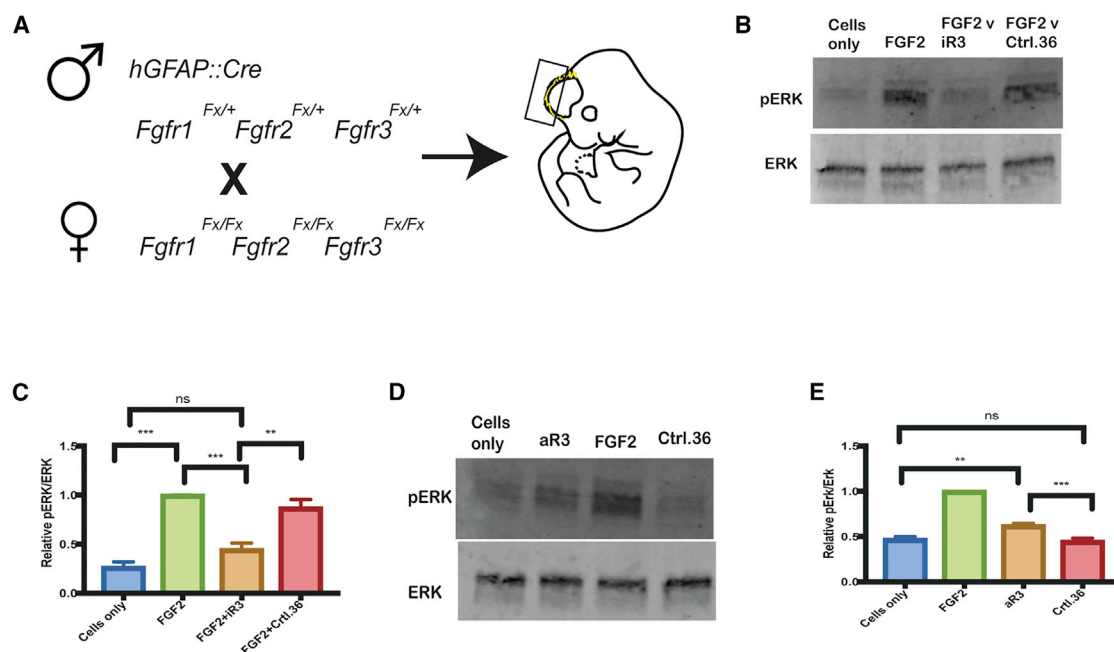 A
hGFAP::Cre
Fgfr1 Fx/+ Fgfr2 Fx/+ Fgfr3 Fx/+
X
Fgfr1 Fx/Fx Fgfr2 Fx/Fx Fgfr3 Fx/Fx
B
Cells only FGF2 FGF2 v iR3 FGF2 v Ctrl.36
pERK
ERK
C
ns
*** **
***
Relative pERK/ERK
1.5
1.0
0.5
0.0
Cells only FGF2 FGF2+iR3 FGF2+Crtl.36
D
Cells only aR3 FGF2 Ctrl.36
pERK
ERK
E
ns
**
***
Relative pErk/Erk
1.5
1.0
0.5
0.0
Cells only FGF2 aR3 Crtl.36